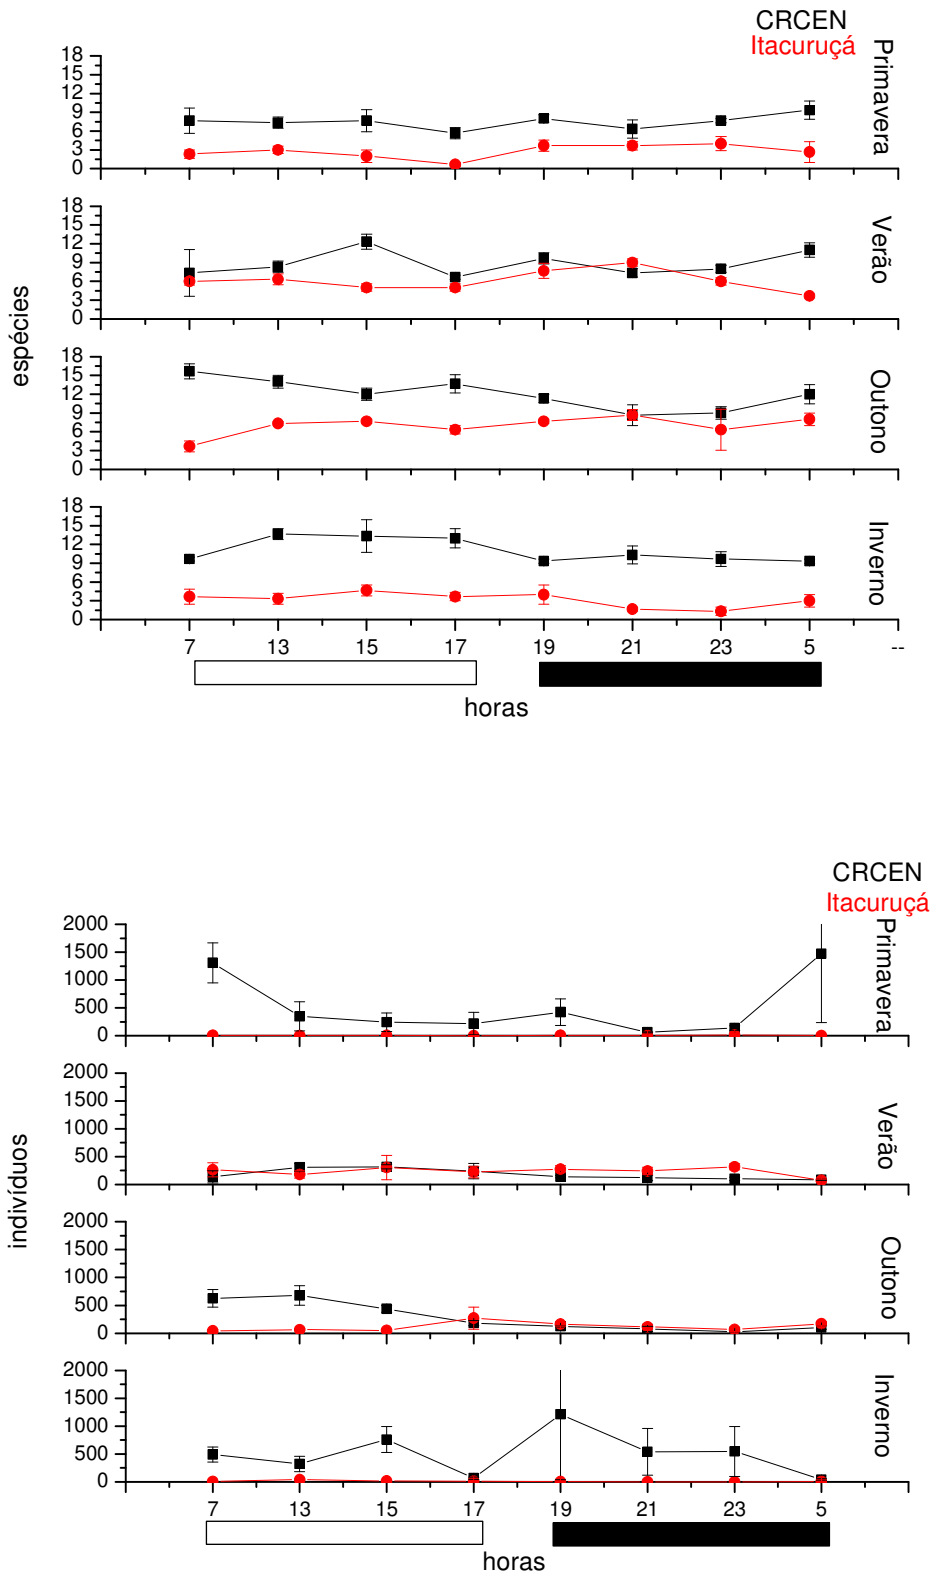 CRCEN
Itacuruçá
Primavera
18
15
12
9
6
3
0
Verão
18
15
12
9
6
3
0
espécies
Outono
18
15
12
9
6
3
0
Inverno
18
15
12
9
6
3
0
7 13 15 17 19 21 23 5 --
horas
CRCEN
Itacuruçá
Primavera
2000
1500
1000
500
0
Verão
2000
1500
1000
500
0
indivíduos
Outono
2000
1500
1000
500
0
Inverno
2000
1500
1000
500
0
7 13 15 17 19 21 23 5
horas